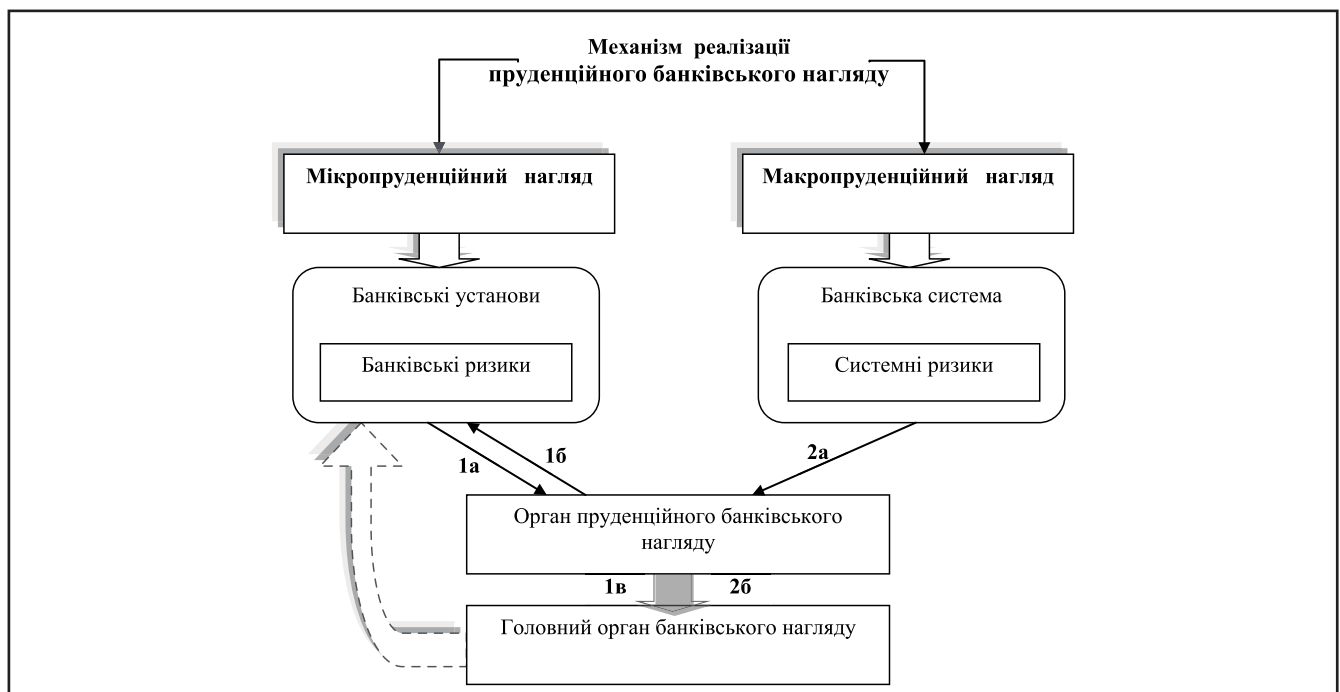 Механізм реалізації
пруденційного банківського нагляду
Мікропруденційний нагляд
Макропруденційний нагляд
Банківські установи
Банківська система
Банківські ризики
Системні ризики
1а
1б
2а
Орган пруденційного банківського
нагляду
1в
2б
Головний орган банківського нагляду